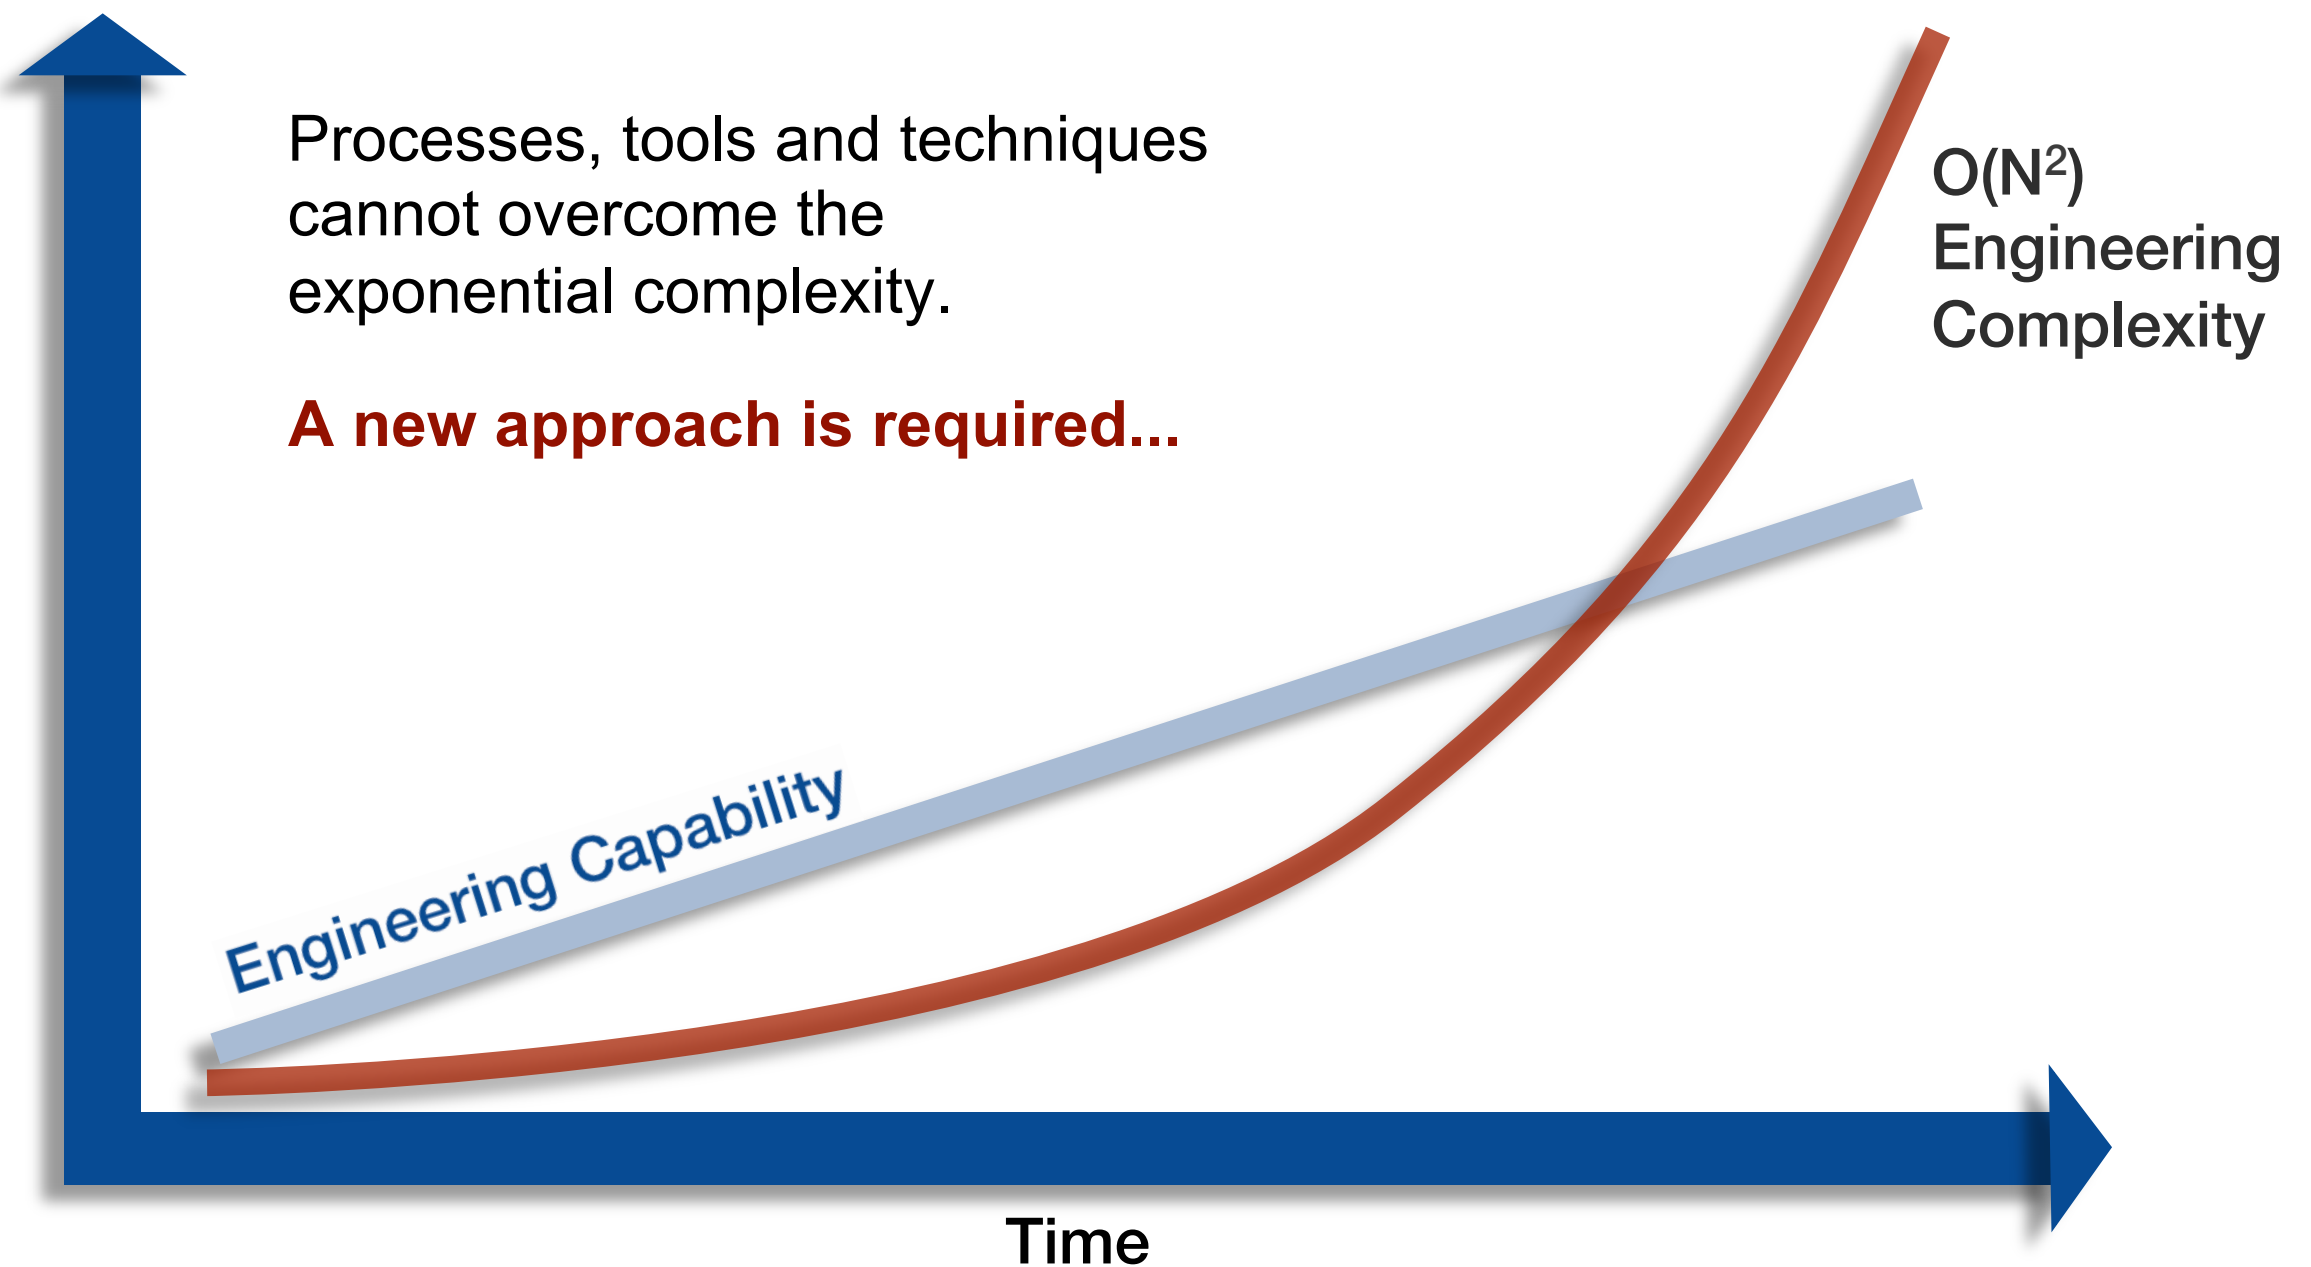 Processes, tools and techniques
cannot overcome the
exponential complexity.
A new approach is required...
O(N²)
Engineering
Complexity
Engineering Capability
Time